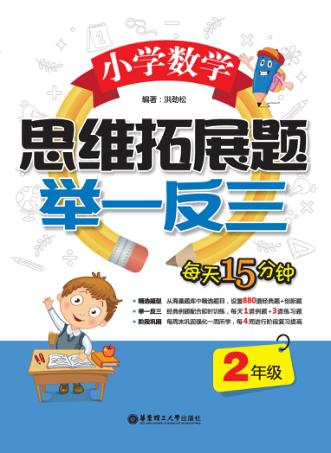 小学数学
编著：洪劲松
思维拓展题
举一反三
每天15分钟
精选题型 从海量题库中精选题目，设置880道经典题+创新题
举一反三 经典例题配合即时训练，每天1道例题+3道练习题
阶段巩固 每周末巩固强化一周所学，每4周进行阶段复习提高
2年级
华东理工大学出版社